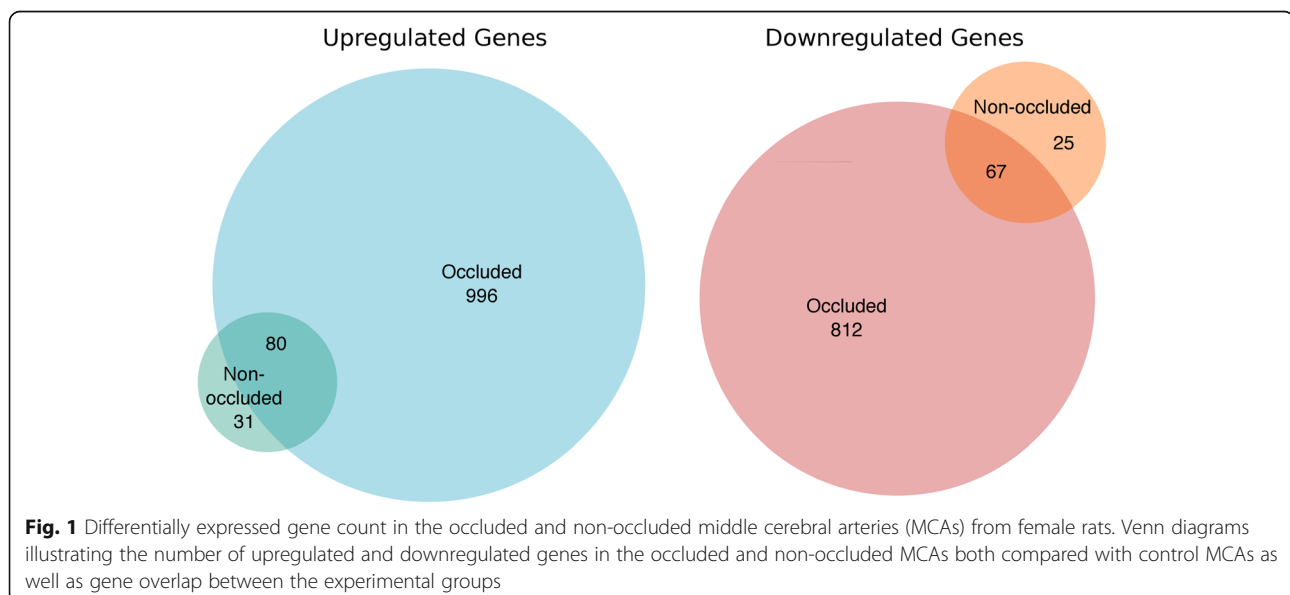 Upregulated Genes
Downregulated Genes
Non-occluded
25
67
Occluded
996
Occluded
812
80
Non-
occluded
31
Fig. 1 Differentially expressed gene count in the occluded and non-occluded middle cerebral arteries (MCAs) from female rats. Venn diagrams
illustrating the number of upregulated and downregulated genes in the occluded and non-occluded MCAs both compared with control MCAs as
well as gene overlap between the experimental groups